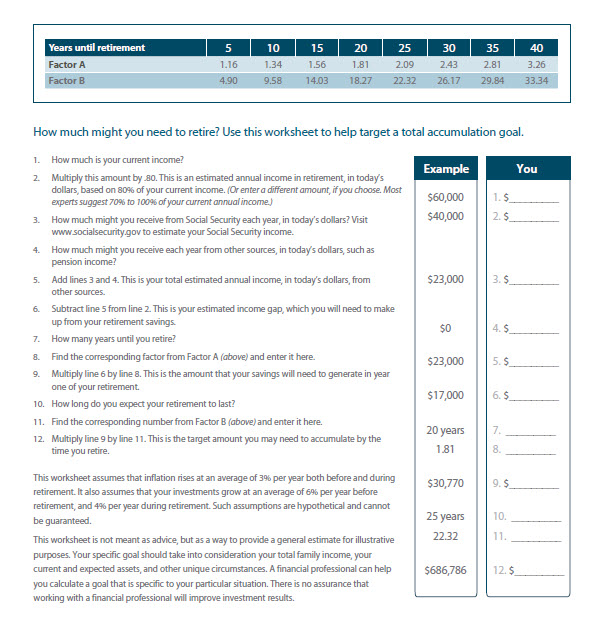 Years until retirement 5 10 15 20 25 30 35 40
Factor A 1.16 1.34 1.56 1.81 2.09 2.43 2.81 3.26
Factor B 4.90 9.58 14.03 18.27 22.32 26.17 29.84 33.34
How much might you need to retire? Use this worksheet to help target a total accumulation goal.
1. How much is your current income?
2. Multiply this amount by .80. This is an estimated annual income in retirement, in today's
dollars, based on 80% of your current income. (Or enter a different amount, if you choose. Most
experts suggest 70% to 100% of your current annual income.)
3. How much might you receive from Social Security each year, in today's dollars? Visit
www.socialsecurity.gov to estimate your Social Security income.
4. How much might you receive each year from other sources, in today's dollars, such as
pension income?
5. Add lines 3 and 4. This is your total estimated annual income, in today's dollars, from
other sources.
6. Subtract line 5 from line 2. This is your estimated income gap, which you will need to make
up from your retirement savings.
7. How many years until you retire?
8. Find the corresponding factor from Factor A (above) and enter it here.
9. Multiply line 6 by line 8. This is the amount that your savings will need to generate in year
one of your retirement.
10. How long do you expect your retirement to last?
11. Find the corresponding number from Factor B (above) and enter it here.
12. Multiply line 9 by line 11. This is the target amount you may need to accumulate by the
time you retire.
This worksheet assumes that inflation rises at an average of 3% per year both before and during
retirement. It also assumes that your investments grow at an average of 6% per year before
retirement, and 4% per year during retirement. Such assumptions are hypothetical and cannot
be guaranteed.
This worksheet is not meant as advice, but as a way to provide a general estimate for illustrative
purposes. Your specific goal should take into consideration your total family income, your
current and expected assets, and other unique circumstances. A financial professional can help
you calculate a goal that is specific to your particular situation. There is no assurance that
working with a financial professional will improve investment results.
Example
$60,000
$40,000
$23,000
$0
$23,000
$17,000
20 years
1.81
$30,770
25 years
22.32
$686,786
You
1. $
2. $
3. $
4. $
5. $
6. $
7.
8.
9. $
10.
11.
12. $